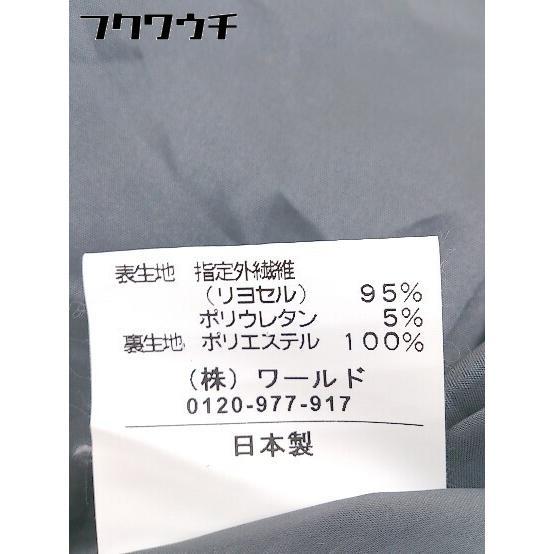 フクワウチ
表生地 指定外繊維
（リヨセル） 95%
ポリウレタン 5%
裏生地 ポリエステル 100%
（株）ワールド
0120-977-917
日本製